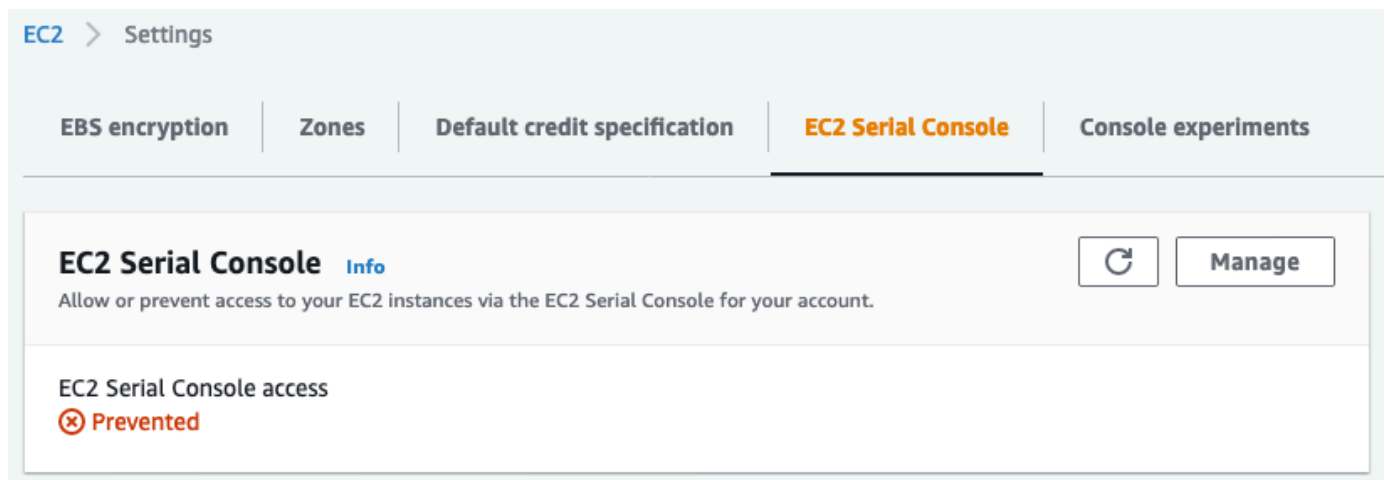 EC2 > Settings
EBS encryption Zones Default credit specification EC2 Serial Console Console experiments
EC2 Serial Console Info Manage
Allow or prevent access to your EC2 instances via the EC2 Serial Console for your account.
EC2 Serial Console access
Prevented